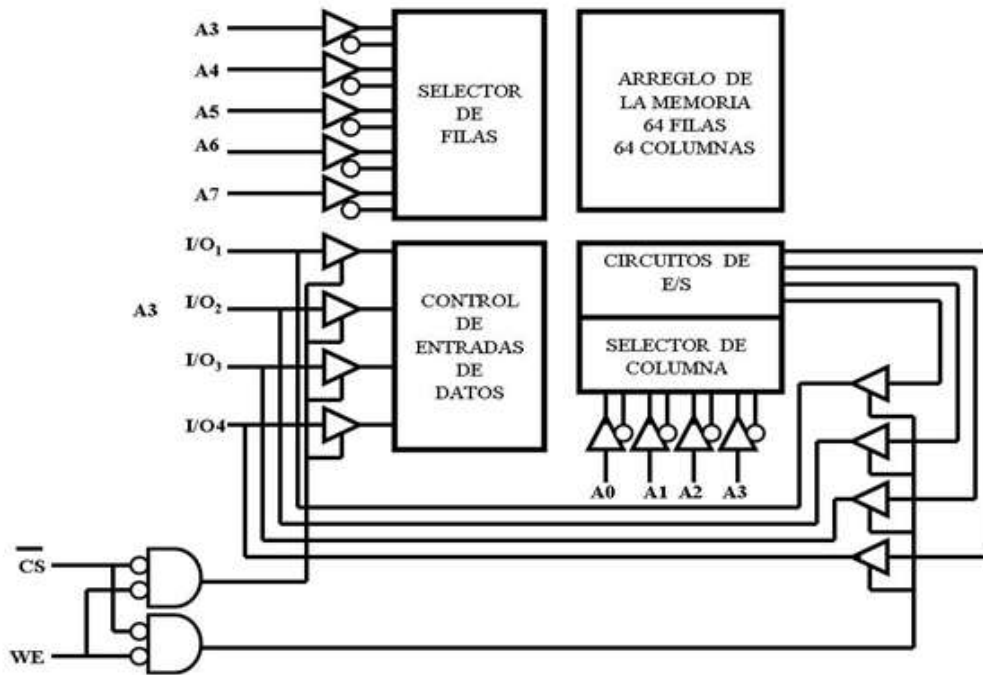 A3
A4
A5
A6
A7
SELECTOR
DE
FILAS
ARREGLO DE
LA MEMORIA
64 FILAS
64 COLUMNAS
I/O1
A3
I/O2
I/O3
I/O4
CONTROL
DE
ENTRADAS
DE
DATOS
CIRCUITOS DE
E/S
SELECTOR DE
COLUMNA
A0
A1
A2
A3
CS
WE